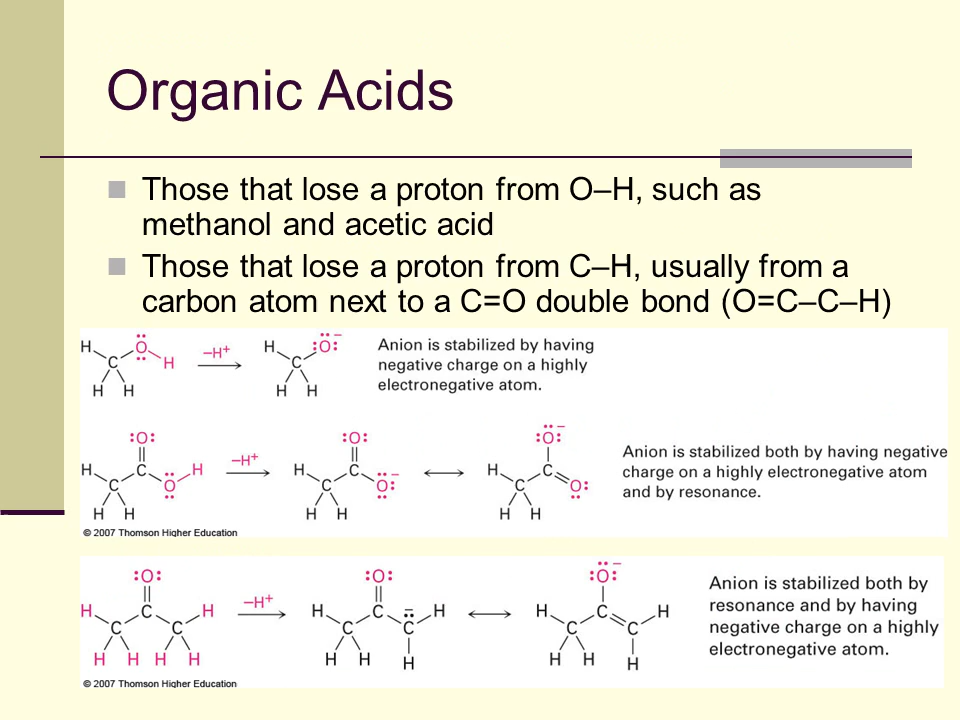 Organic Acids
Those that lose a proton from O–H, such as
methanol and acetic acid
Those that lose a proton from C–H, usually from a
carbon atom next to a C=O double bond (O=C–C–H)
H O H C H H
–H⁺
H O – C H H
Anion is stabilized by having
negative charge on a highly
electronegative atom.
O H C C O H H H
–H⁺
O H C C O – H H
O – H C C O H H
Anion is stabilized both by having negative
charge on a highly electronegative atom
and by resonance.
© 2007 Thomson Higher Education
O H C C C H H H H H
–H⁺
O H C C C – H H H H
O – H C C C H H H H
Anion is stabilized both by
resonance and by having
negative charge on a highly
electronegative atom.
© 2007 Thomson Higher Education